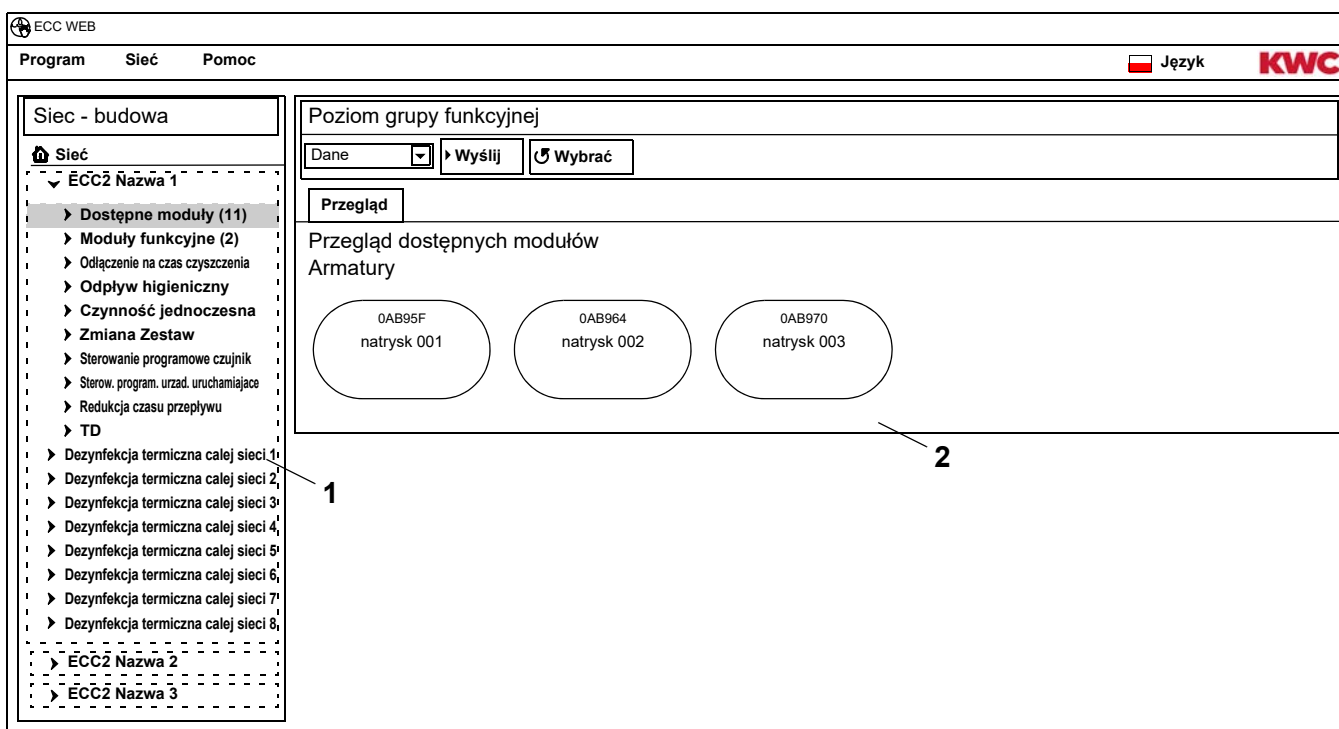 ECC WEB
Program Sieć Pomoc Język KWC
Siec - budowa
Sieć
ECC2 Nazwa 1
Dostępne moduły (11)
Moduły funkcyjne (2)
Odłączenie na czas czyszczenia
Odpływ higieniczny
Czynność jednoczesna
Zmiana Zestaw
Sterowanie programowe czujnik
Sterow. program. urzad. uruchamiajace
Redukcja czasu przepływu
TD
Dezynfekcja termiczna calej sieci 1
Dezynfekcja termiczna calej sieci 2
Dezynfekcja termiczna calej sieci 3
Dezynfekcja termiczna calej sieci 4
Dezynfekcja termiczna calej sieci 5
Dezynfekcja termiczna calej sieci 6
Dezynfekcja termiczna calej sieci 7
Dezynfekcja termiczna calej sieci 8
ECC2 Nazwa 2
ECC2 Nazwa 3
1
Poziom grupy funkcyjnej
Dane Wyślij Wybrać
Przegląd
Przegląd dostępnych modułów
Armatury
0AB95F
natrysk 001
0AB964
natrysk 002
0AB970
natrysk 003
2